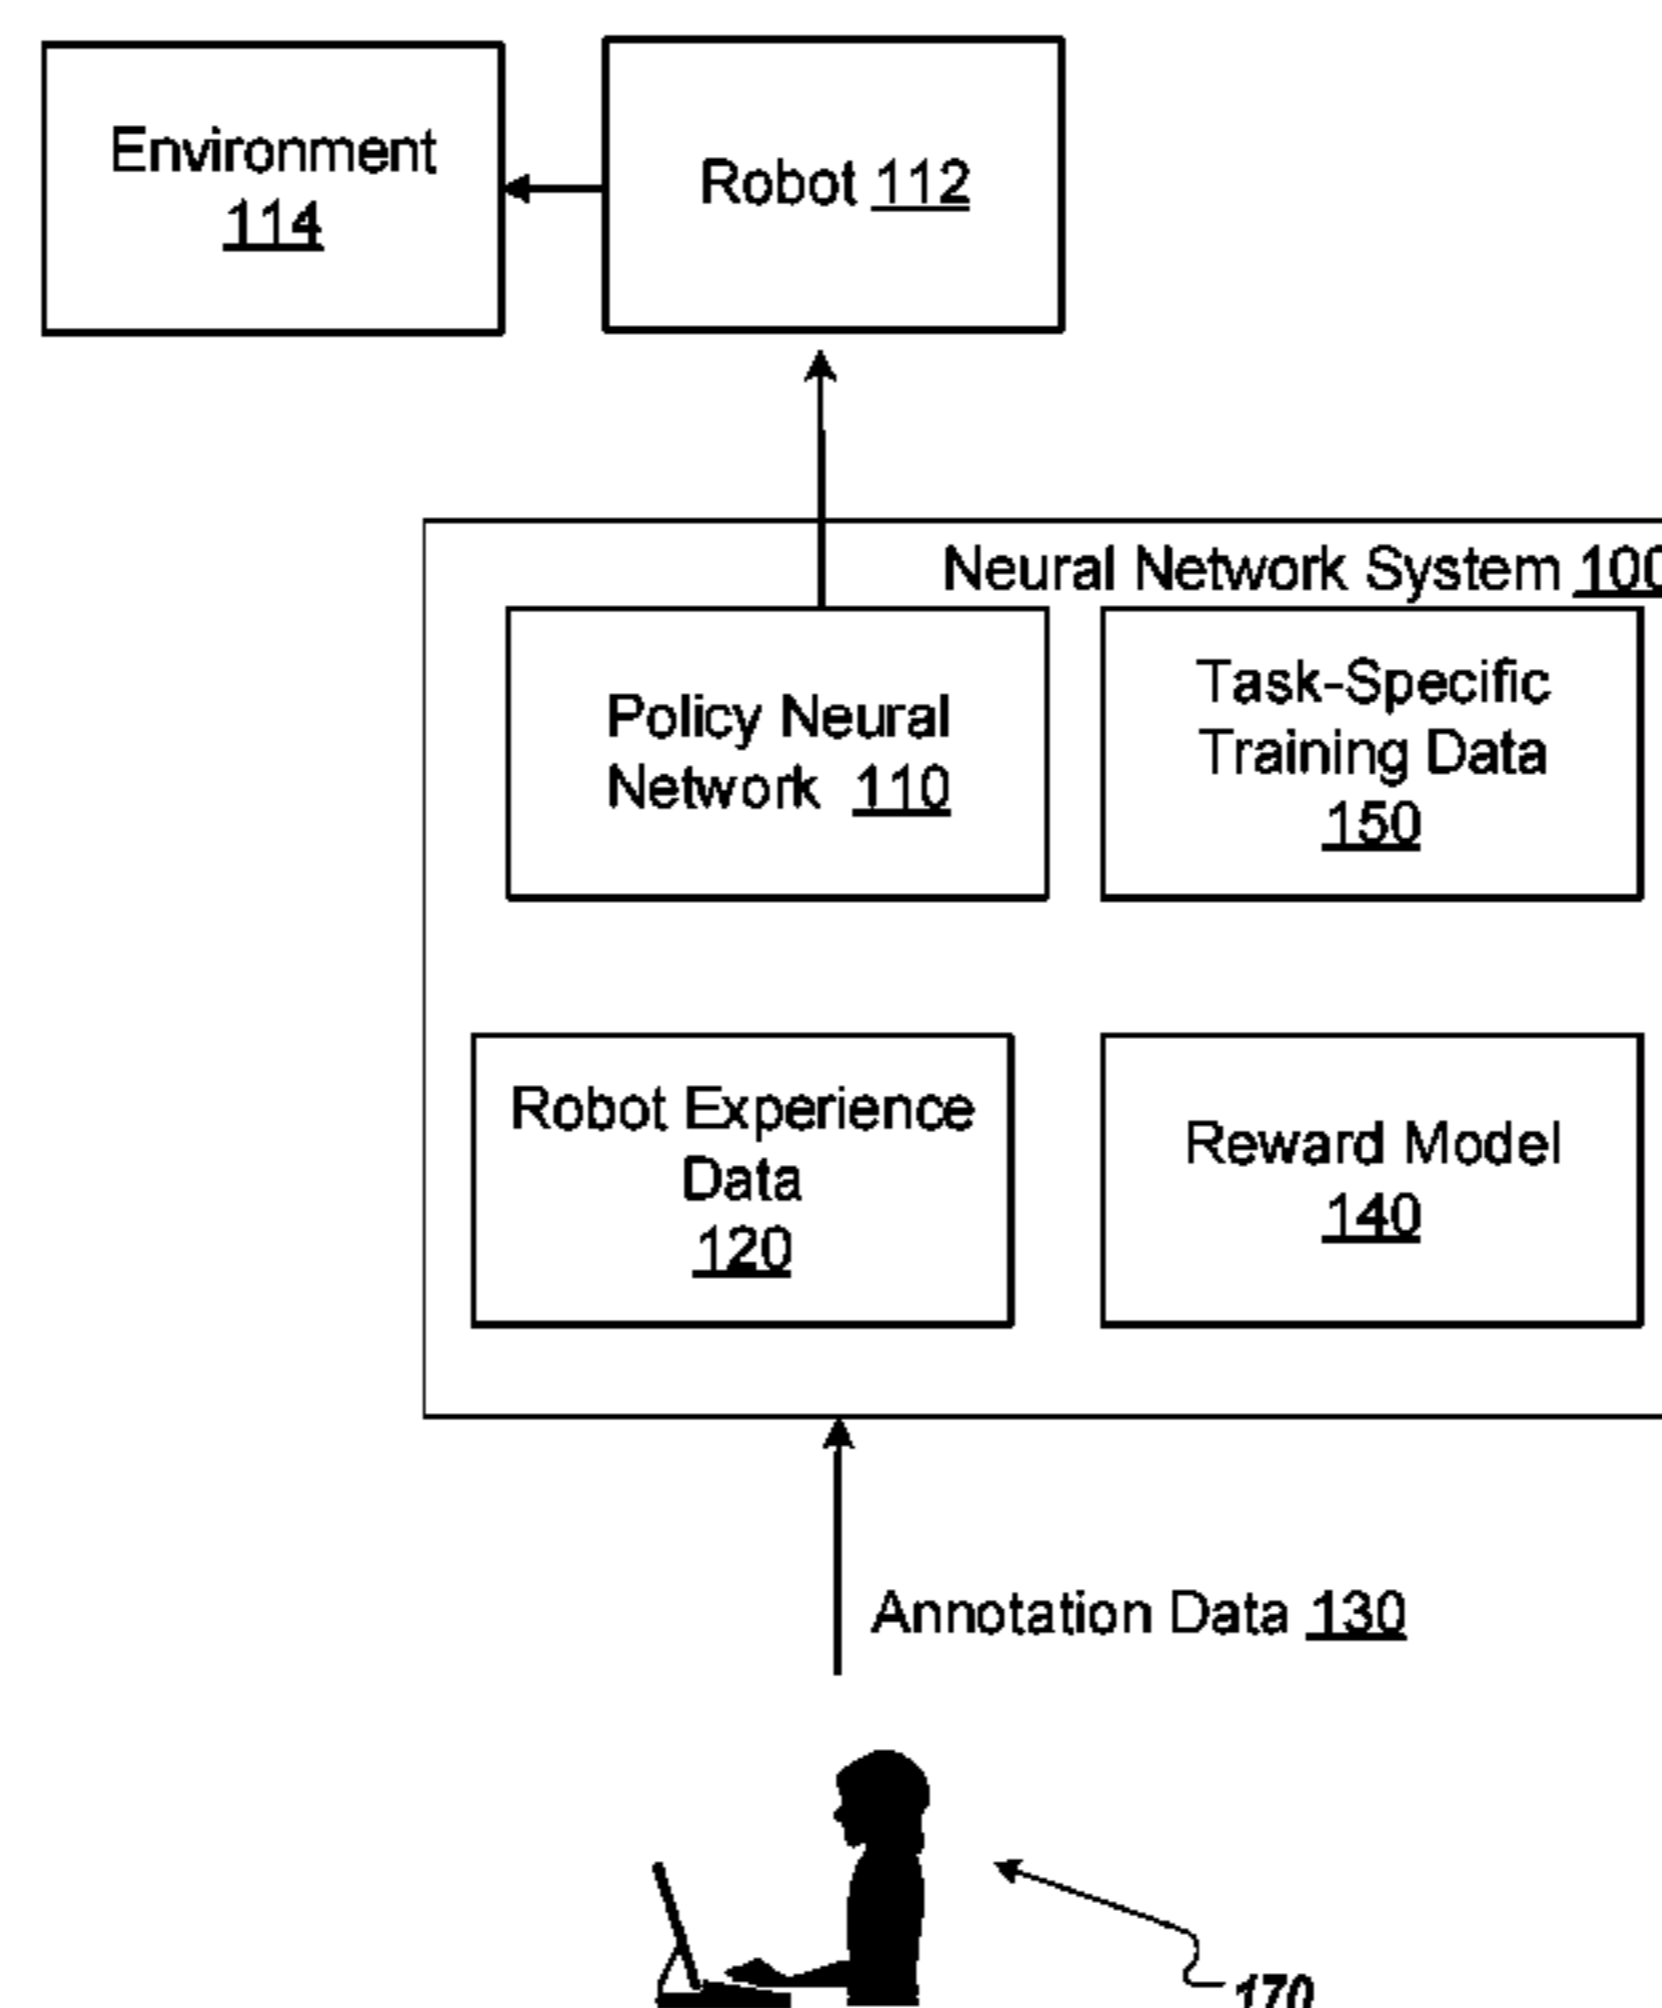 Environment
114
Robot 112
Neural Network System 100
Policy Neural
Network 110
Task-Specific
Training Data
150
Robot Experience
Data
120
Reward Model
140
Annotation Data 130
170